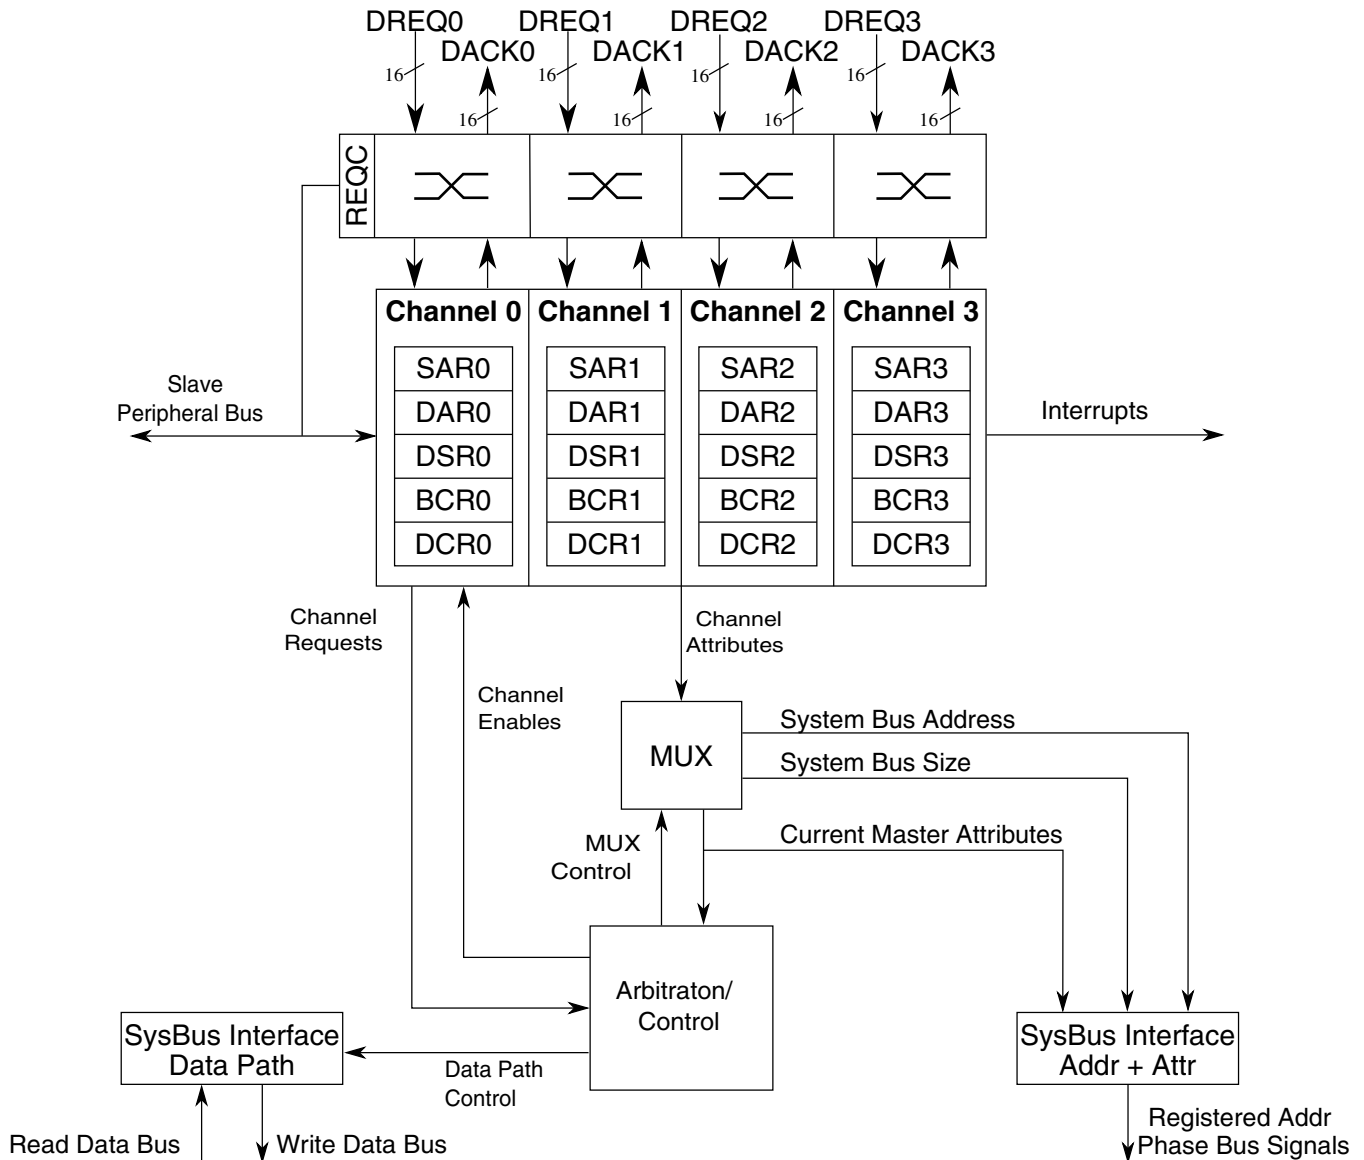 DREQ0 DREQ1 DREQ2 DREQ3
DACK0 DACK1 DACK2 DACK3
16 16 16 16
16 16 16 16
REQC
Channel 0 Channel 1 Channel 2 Channel 3
SAR0 SAR1 SAR2 SAR3
DAR0 DAR1 DAR2 DAR3
DSR0 DSR1 DSR2 DSR3
BCR0 BCR1 BCR2 BCR3
DCR0 DCR1 DCR2 DCR3
Slave
Peripheral Bus
Interrupts
Channel
Requests
Channel
Attributes
Channel
Enables
MUX
System Bus Address
System Bus Size
Current Master Attributes
MUX
Control
Arbitraton/
Control
SysBus Interface
Data Path
Data Path
Control
SysBus Interface
Addr + Attr
Read Data Bus
Write Data Bus
Registered Addr
Phase Bus Signals